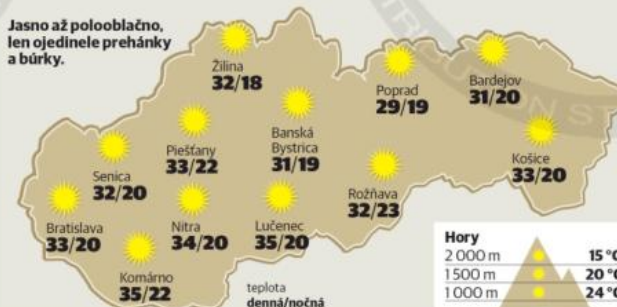 Jasno až polooblačno,
len ojedinele prehánky
a búrky.
Žilina
32/18
Poprad
29/19
Bardejov
31/20
Piešťany
33/22
Banská
Bystrica
31/19
Košice
33/20
Senica
32/20
Rožňava
32/23
Bratislava
33/20
Nitra
34/20
Lučenec
35/20
Komárno
35/22
teplota
denná/nočná
Hory
2 000 m 15 °C
1 500 m 20 °C
1 000 m 24 °C